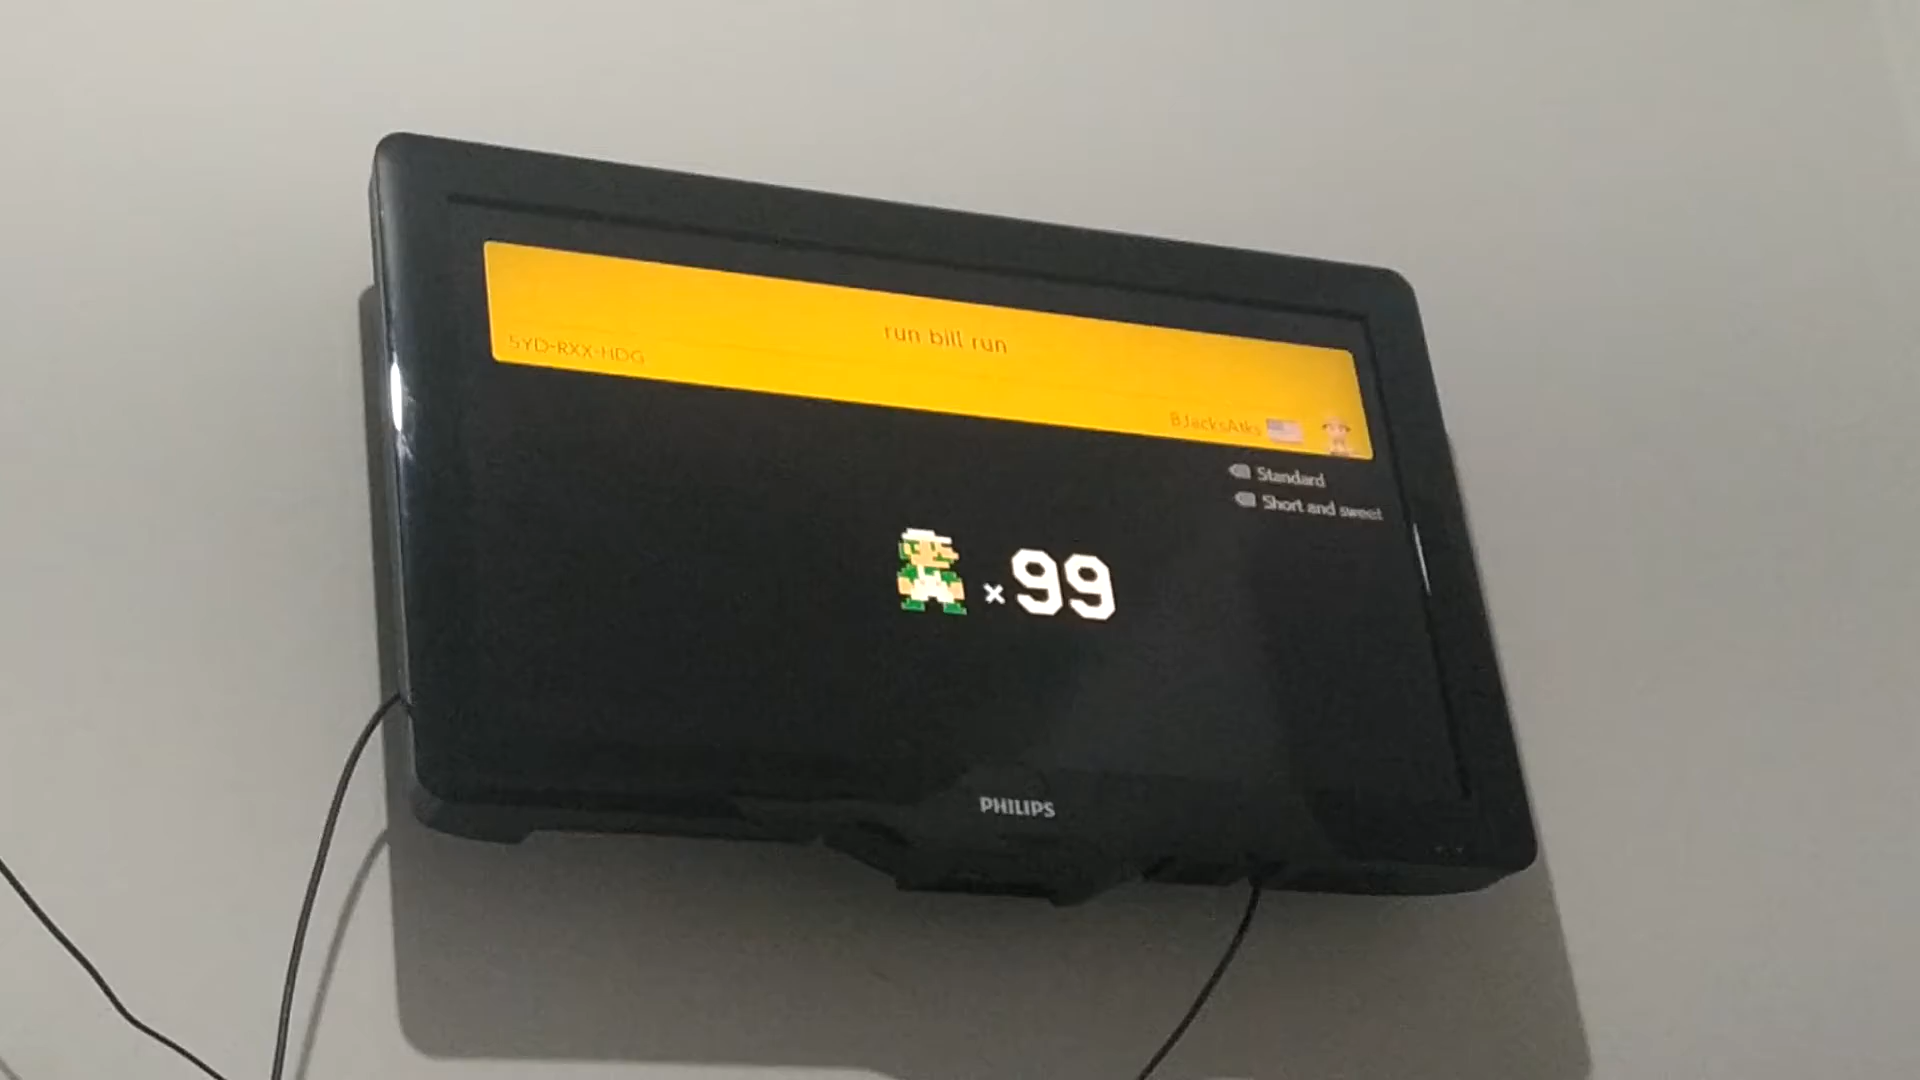 run bill run
5YD-RXX-HDG
BJacksAtks
Standard
Short and sweet
×99
PHILIPS